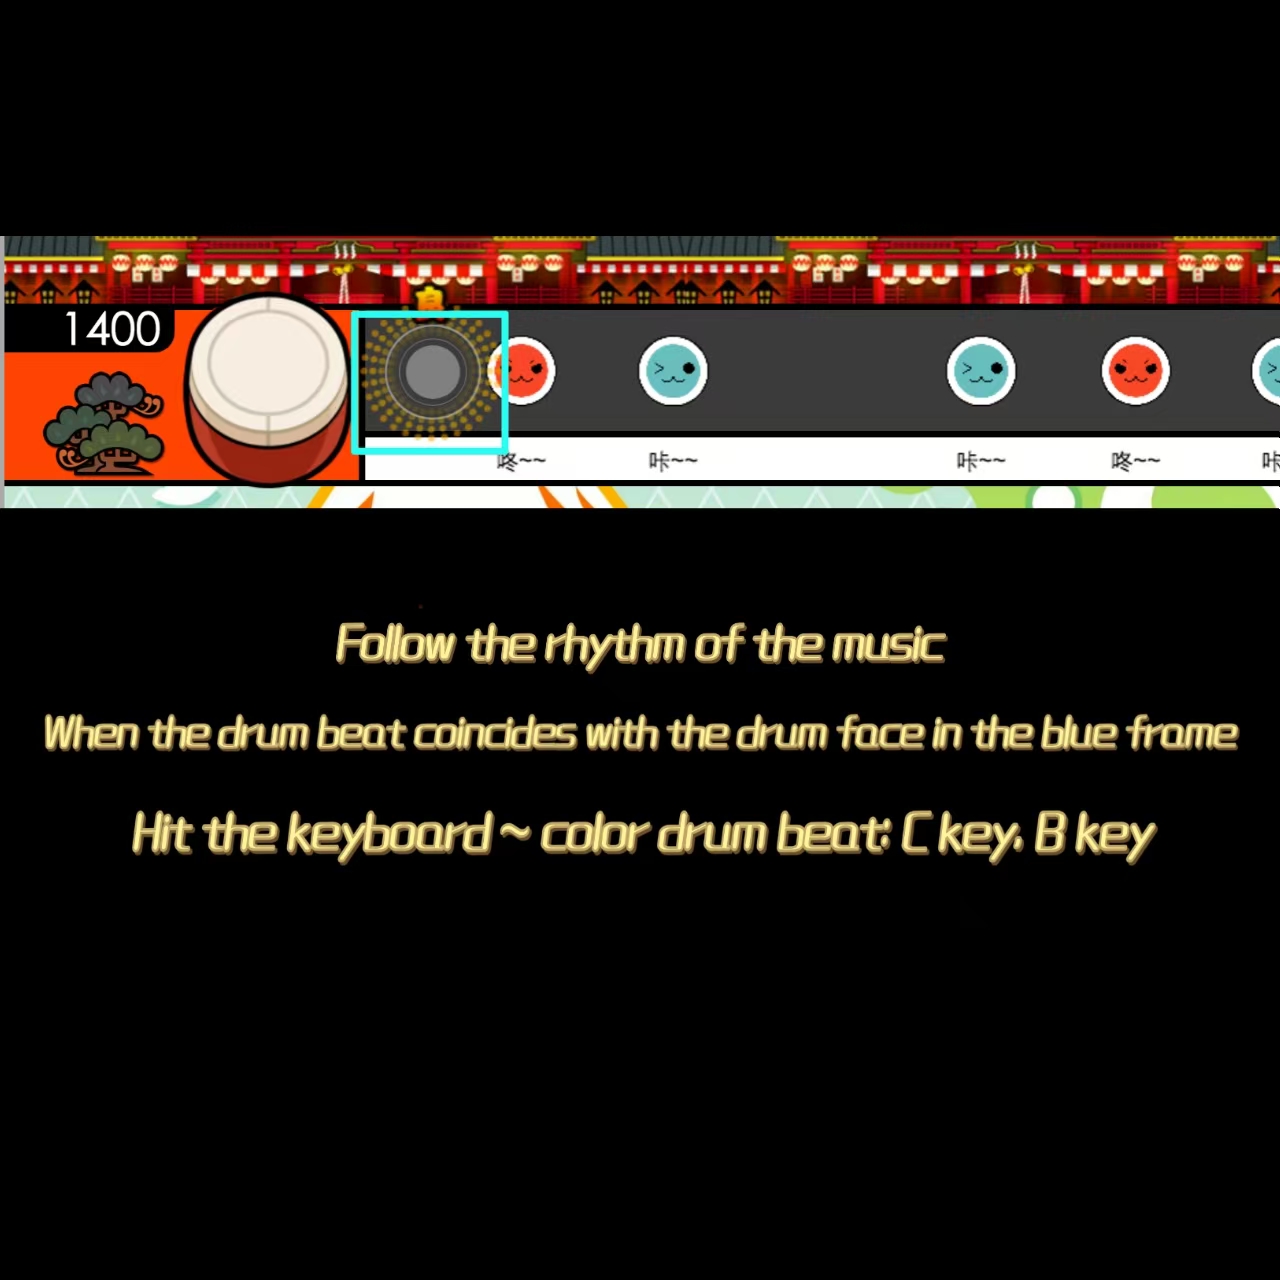 1400
咚~~ 咔~~ 咔~~ 咚~~ 咔
Follow the rhythm of the music
When the drum beat coincides with the drum face in the blue frame
Hit the keyboard ~ color drum beat: C key, B key